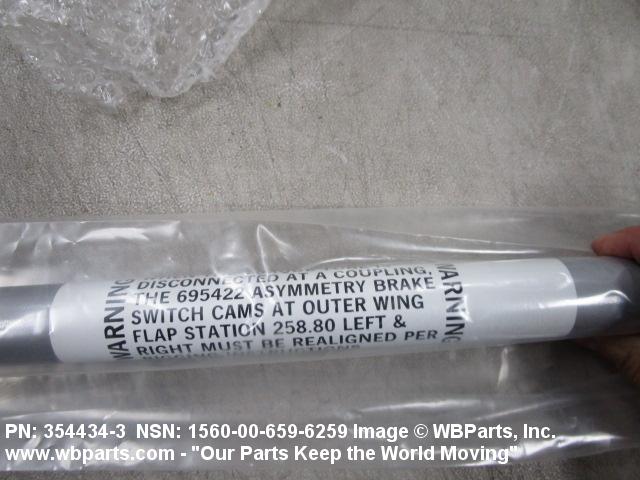 WARNING
DISCONNECTED AT A COUPLING,
THE 695422 ASYMMETRY BRAKE
SWITCH CAMS AT OUTER WING
FLAP STATION 258.80 LEFT &
RIGHT MUST BE REALIGNED PER
WARNING
PN: 354434-3 NSN: 1560-00-659-6259 Image © WBParts, Inc.
www.wbparts.com - "Our Parts Keep the World Moving"